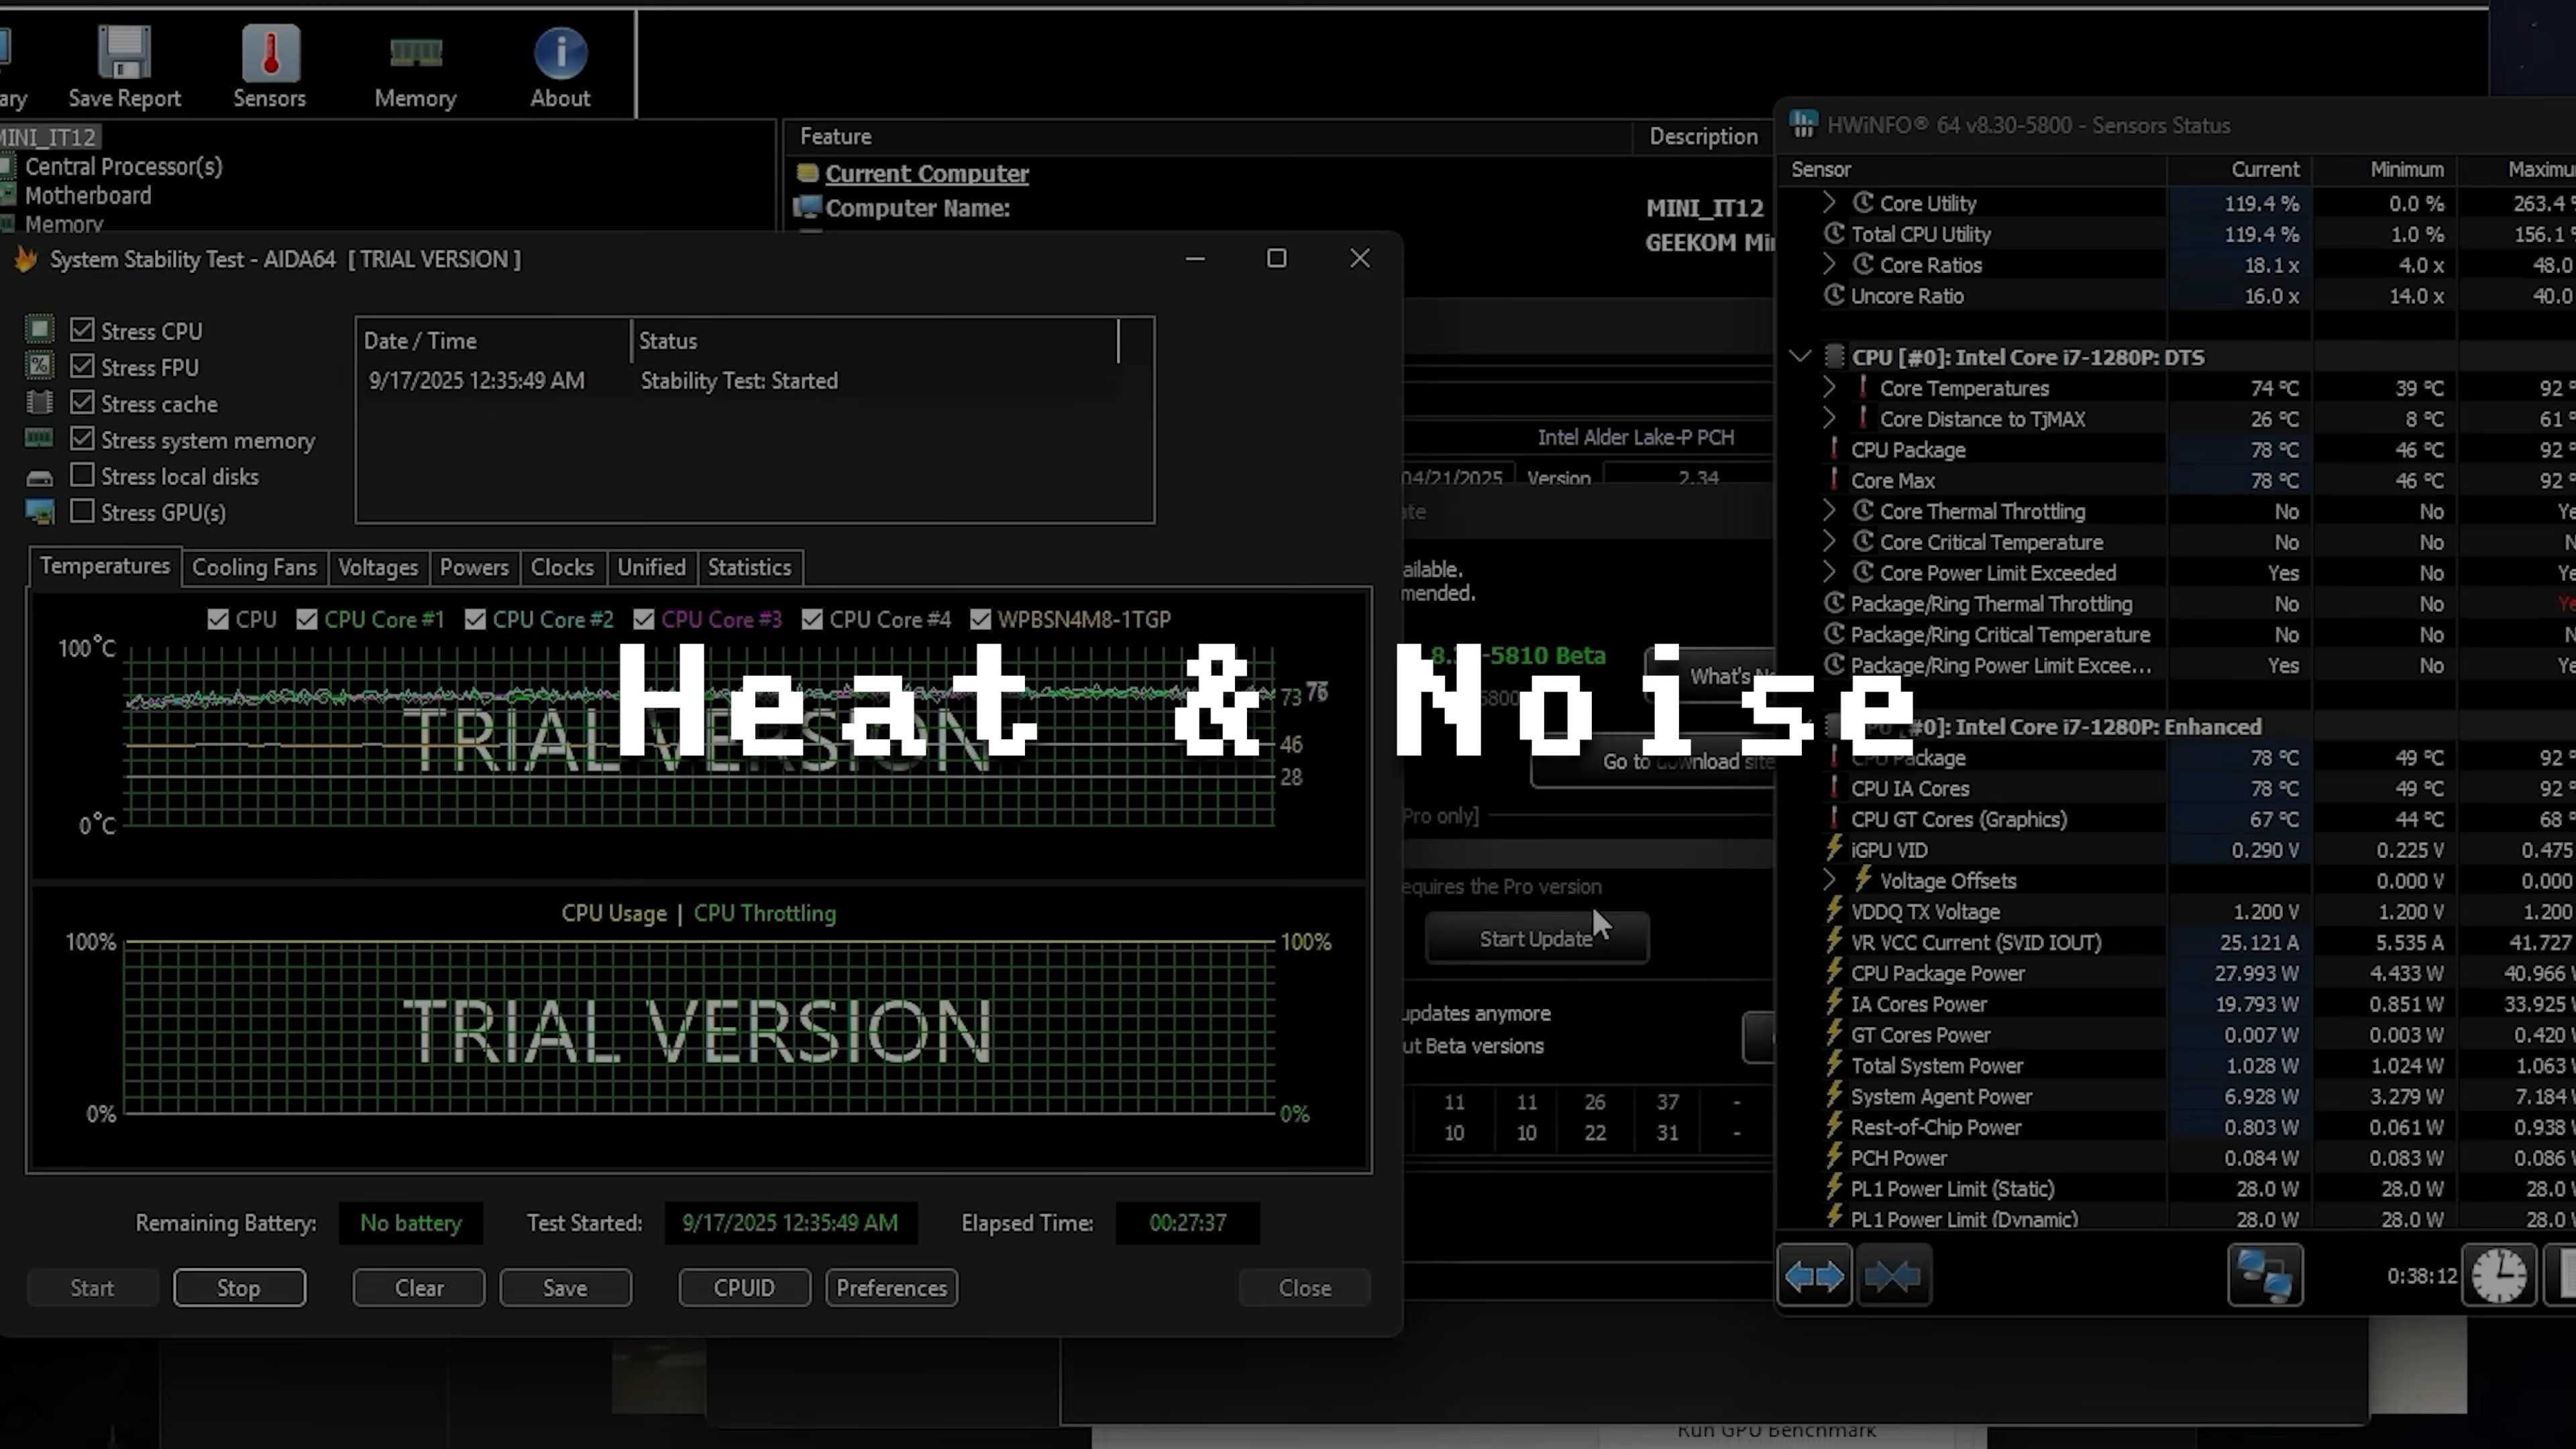 Save Report
Sensors
Memory
About
MINI_IT12
Central Processor(s)
Motherboard
Memory
Feature
Description
Current Computer
Computer Name:
MINI_IT12
GEEKOM
System Stability Test - AIDA64 [ TRIAL VERSION ]
Stress CPU
Stress FPU
Stress cache
Stress system memory
Stress local disks
Stress GPU(s)
Date / Time
Status
9/17/2025 12:35:49 AM
Stability Test: Started
Temperatures
Cooling Fans
Voltages
Powers
Clocks
Unified
Statistics
CPU
CPU Core #1
CPU Core #2
CPU Core #3
CPU Core #4
WPBSN4M8-1TGP
100°C
73
TRIAL VERSION
46
28
0°C
Heat & Noise
CPU Usage | CPU Throttling
100%
100%
TRIAL VERSION
0%
0%
Remaining Battery:
No battery
Test Started:
9/17/2025 12:35:49 AM
Elapsed Time:
00:27:37
Start
Stop
Clear
Save
CPUID
Preferences
Close
Intel Alder Lake-P PCH
04/21/2025
Version
2.34
-5810 Beta
What's
Go to
Pro only]
the Pro version
Start Update
updates anymore
Beta versions
11 11 26 37 -
10 10 22 31 -
Run GPU Benchmark
HWiNFO® 64 v8.30-5800 - Sensors Status
Sensor Current Minimum
Core Utility 119.4 % 0.0 % 263.4
Total CPU Utility 119.4 % 1.0 % 156.1
Core Ratios 18.1 x 4.0 x 48.0
Uncore Ratio 16.0 x 14.0 x 40.0
CPU [#0]: Intel Core i7-1280P: DTS
Core Temperatures 74 °C 39 °C 92
Core Distance to TjMAX 26 °C 8 °C 61
CPU Package 78 °C 46 °C 92
Core Max 78 °C 46 °C 92
Core Thermal Throttling No No
Core Critical Temperature No No
Core Power Limit Exceeded Yes No
Package/Ring Thermal Throttling No No
Package/Ring Critical Temperature No No
Package/Ring Power Limit Excee... Yes No
#0]: Intel Core i7-1280P: Enhanced
CPU Package 78 °C 49 °C 92
CPU IA Cores 78 °C 49 °C 92
CPU GT Cores (Graphics) 67 °C 44 °C 68
iGPU VID 0.290 V 0.225 V 0.475
Voltage Offsets 0.000 V 0.000
VDDQ TX Voltage 1.200 V 1.200 V 1.200
VR VCC Current (SVID IOUT) 25.121 A 5.535 A 41.727
CPU Package Power 27.993 W 4.433 W 40.966
IA Cores Power 19.793 W 0.851 W 33.925
GT Cores Power 0.007 W 0.003 W 0.420
Total System Power 1.028 W 1.024 W 1.063
System Agent Power 6.928 W 3.279 W 7.184
Rest-of-Chip Power 0.803 W 0.061 W 0.938
PCH Power 0.084 W 0.083 W 0.086
PL1 Power Limit (Static) 28.0 W 28.0 W 28.0
PL1 Power Limit (Dynamic) 28.0 W 28.0 W 28.0
0:38:12